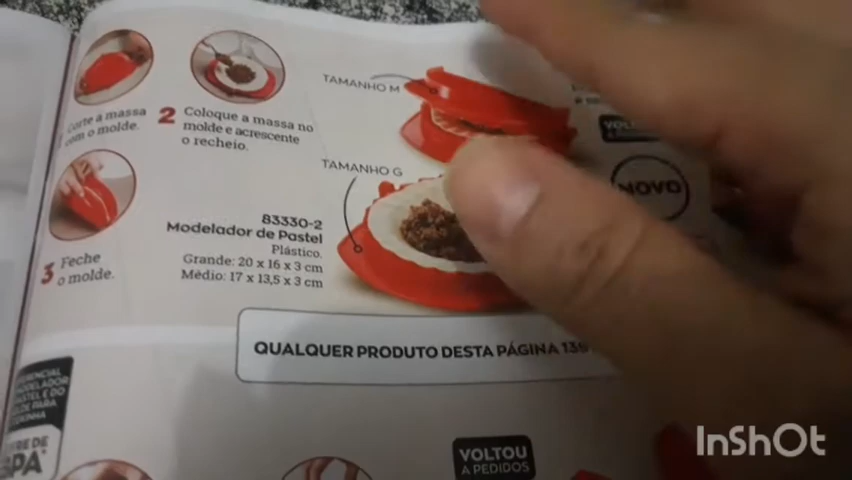 Corte a massa
com o molde.
2 Coloque a massa no
molde e acrescente
o recheio.
TAMANHO M
TAMANHO G
NOVO
83330-2
Modelador de Pastel
Plástico.
Grande: 20 x 16 x 3 cm
Médio: 17 x 13,5 x 3 cm
3 Feche
o molde.
QUALQUER PRODUTO DESTA PÁGINA
VOLTOU
A PEDIDOS
InShOt